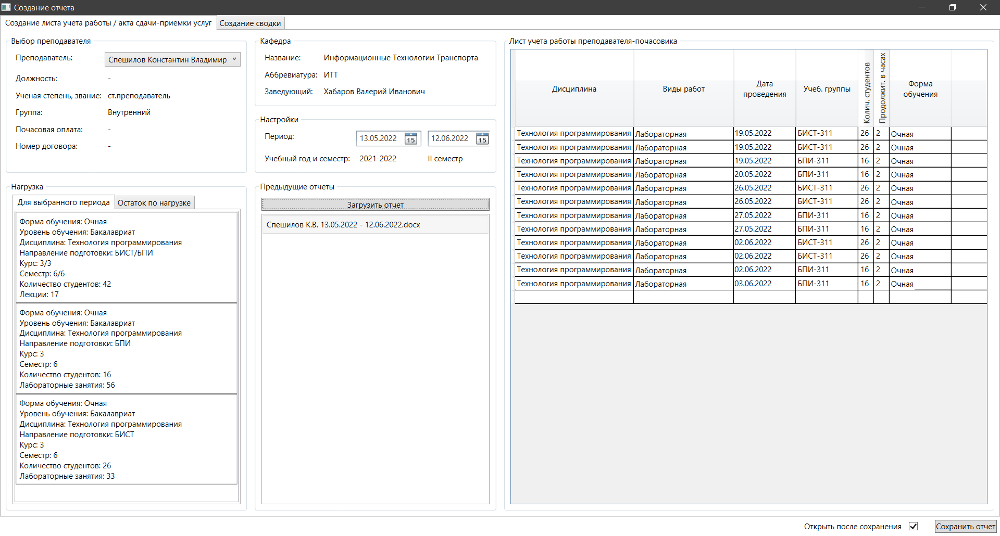 Создание отчета
Создание листа учета работы / акта сдачи-приемки услуг
Создание сводки
Выбор преподавателя
Преподаватель: Спешилов Константин Владимир
Должность: -
Ученая степень, звание: ст.преподаватель
Группа: Внутренний
Почасовая оплата: -
Номер договора: -
Кафедра
Название: Информационные Технологии Транспорта
Аббревиатура: ИТТ
Заведующий: Хабаров Валерий Иванович
Настройки
Период: 13.05.2022 15 12.06.2022 15
Учебный год и семестр: 2021-2022 II семестр
Нагрузка
Для выбранного периода
Остаток по нагрузке
Форма обучения: Очная
Уровень обучения: Бакалавриат
Дисциплина: Технология программирования
Направление подготовки: БИСТ/БПИ
Курс: 3/3
Семестр: 6/6
Количество студентов: 42
Лекции: 17
Форма обучения: Очная
Уровень обучения: Бакалавриат
Дисциплина: Технология программирования
Направление подготовки: БПИ
Курс: 3
Семестр: 6
Количество студентов: 16
Лабораторные занятия: 56
Форма обучения: Очная
Уровень обучения: Бакалавриат
Дисциплина: Технология программирования
Направление подготовки: БИСТ
Курс: 3
Семестр: 6
Количество студентов: 26
Лабораторные занятия: 33
Предыдущие отчеты
Загрузить отчет
Спешилов К.В. 13.05.2022 - 12.06.2022.docx
Лист учета работы преподавателя-почасовика
Дисциплина
Виды работ
Дата
проведения
Учеб. группы
Колич. студентов
Продолжит. в часах
Форма
обучения
Технология программирования Лабораторная 19.05.2022 БИСТ-311 26 2 Очная
Технология программирования Лабораторная 19.05.2022 БИСТ-311 26 2 Очная
Технология программирования Лабораторная 19.05.2022 БПИ-311 16 2 Очная
Технология программирования Лабораторная 20.05.2022 БПИ-311 16 2 Очная
Технология программирования Лабораторная 26.05.2022 БИСТ-311 26 2 Очная
Технология программирования Лабораторная 26.05.2022 БИСТ-311 26 2 Очная
Технология программирования Лабораторная 27.05.2022 БПИ-311 16 2 Очная
Технология программирования Лабораторная 27.05.2022 БПИ-311 16 2 Очная
Технология программирования Лабораторная 02.06.2022 БИСТ-311 26 2 Очная
Технология программирования Лабораторная 02.06.2022 БИСТ-311 26 2 Очная
Технология программирования Лабораторная 02.06.2022 БПИ-311 16 2 Очная
Технология программирования Лабораторная 03.06.2022 БПИ-311 16 2 Очная
Открыть после сохранения
Сохранить отчет